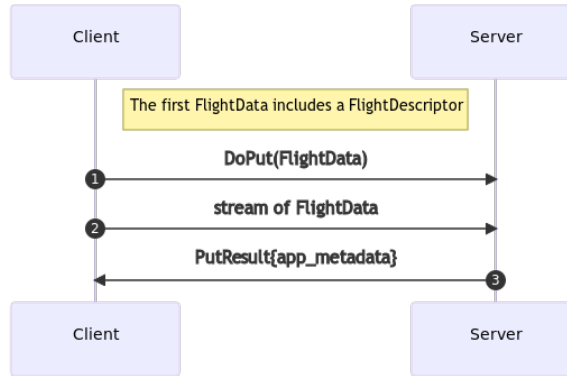 Client
Server
The first FlightData includes a FlightDescriptor
DoPut(FlightData)
1
stream of FlightData
2
PutResult{app_metadata}
3
Client
Server